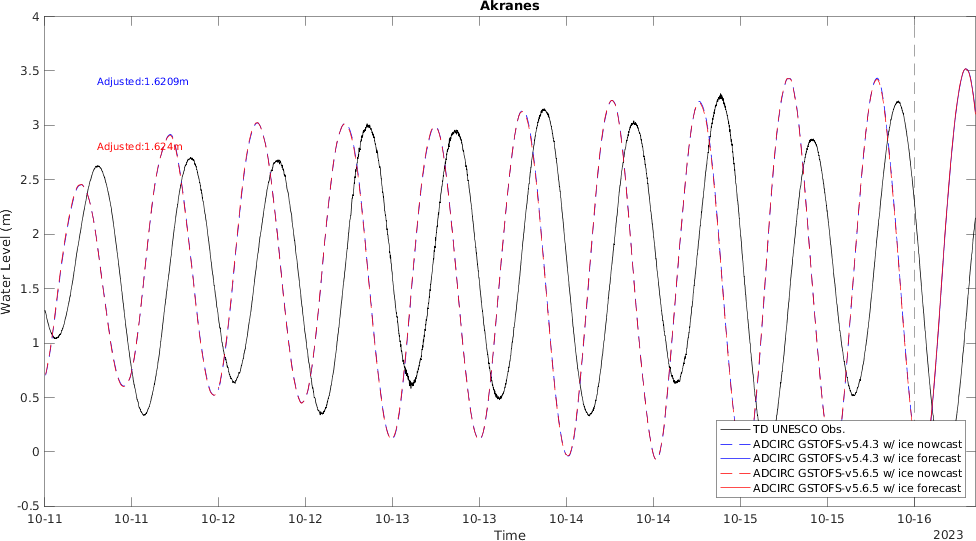 Akranes
4
3.5
3
2.5
2
1.5
1
0.5
0
-0.5
Water Level (m)
Adjusted:1.6209m
Adjusted:1.624m
TD UNESCO Obs.
ADCIRC GSTOFS-v5.4.3 w/ ice nowcast
ADCIRC GSTOFS-v5.4.3 w/ ice forecast
ADCIRC GSTOFS-v5.6.5 w/ ice nowcast
ADCIRC GSTOFS-v5.6.5 w/ ice forecast
10-11 10-11 10-12 10-12 10-13 10-13 10-14 10-14 10-15 10-15 10-16
Time
2023